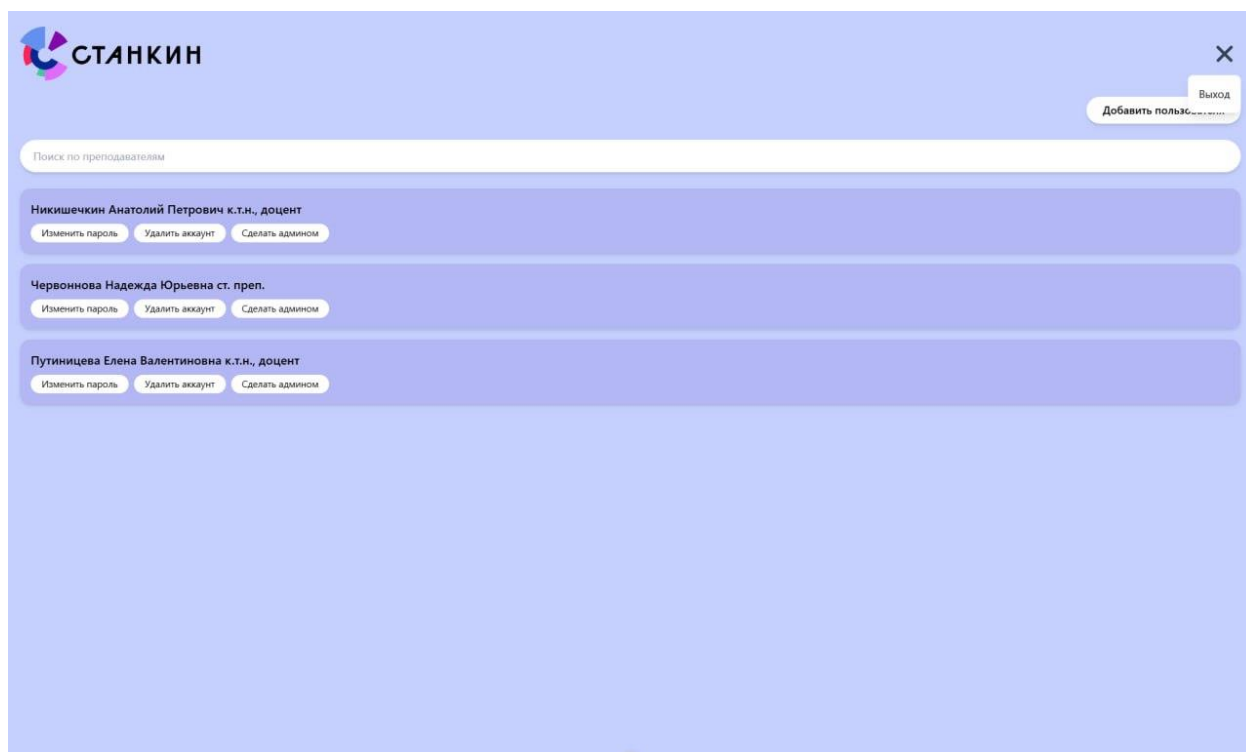 СТАНКИН
Выход
Добавить
Поиск по преподавателям
Никишечкин Анатолий Петрович к.т.н., доцент
Изменить пароль Удалить аккаунт Сделать админом
Червоннова Надежда Юрьевна ст. преп.
Изменить пароль Удалить аккаунт Сделать админом
Путиницева Елена Валентиновна к.т.н., доцент
Изменить пароль Удалить аккаунт Сделать админом